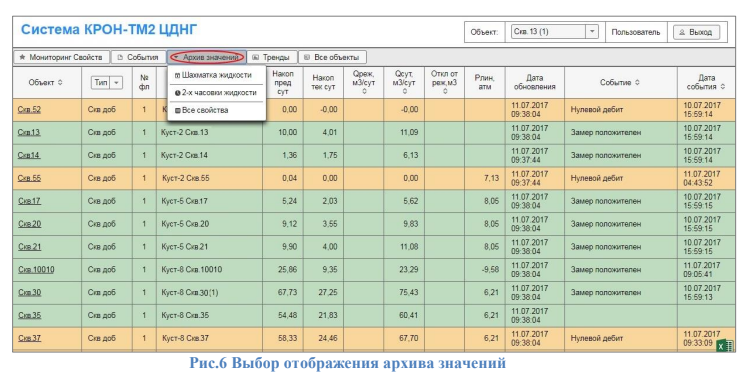 Система КРОН-ТМ2 ЦДНГ
Объект: Скв. 13 (1) Пользователь Выход
Мониторинг Свойств События Архив значений Тренды Все объекты
Шахматка жидкости
2-х часовки жидкости
Все свойства
Объект Тип № фл Накоп пред сут Накоп тек сут Qреж, м3/сут Qсут, м3/сут Откл от реж,м3 Рлин, атм Дата обновления Событие Дата события
Скв.52 Скв доб 1 К 0,00 -0,00 0,00 11.07.2017 09:38:04 Нулевой дебит 10.07.2017 15:59:14
Скв.13 Скв доб 1 Куст-2 Скв.13 10,00 4,01 11,09 11.07.2017 09:38:04 Замер положителен 10.07.2017 15:59:14
Скв.14 Скв доб 1 Куст-2 Скв.14 1,36 1,75 6,13 11.07.2017 09:37:44 Замер положителен 10.07.2017 15:59:14
Скв.55 Скв доб 1 Куст-2 Скв.55 0,04 0,00 0,00 7,13 11.07.2017 09:37:44 Нулевой дебит 11.07.2017 04:43:52
Скв.17 Скв доб 1 Куст-5 Скв.17 5,24 2,03 5,62 8,05 11.07.2017 09:38:04 Замер положителен 10.07.2017 15:59:15
Скв.20 Скв доб 1 Куст-5 Скв.20 9,12 3,55 9,83 8,05 11.07.2017 09:38:04 Замер положителен 10.07.2017 15:59:15
Скв.21 Скв доб 1 Куст-5 Скв.21 9,90 4,00 11,08 8,05 11.07.2017 09:38:04 Замер положителен 10.07.2017 15:59:15
Скв.10010 Скв доб 1 Куст-8 Скв.10010 25,86 9,35 23,29 -9,58 11.07.2017 09:38:04 Замер положителен 11.07.2017 09:05:41
Скв.30 Скв доб 1 Куст-8 Скв.30(1) 67,73 27,25 75,43 6,21 11.07.2017 09:38:04 Замер положителен 10.07.2017 15:59:13
Скв.35 Скв доб 1 Куст-8 Скв.35 54,48 21,83 60,41 6,21 11.07.2017 09:38:04
Скв.37 Скв доб 1 Куст-8 Скв.37 58,33 24,46 67,70 6,21 11.07.2017 09:38:04 Нулевой дебит 11.07.2017 09:33:09
Рис.6 Выбор отображения архива значений